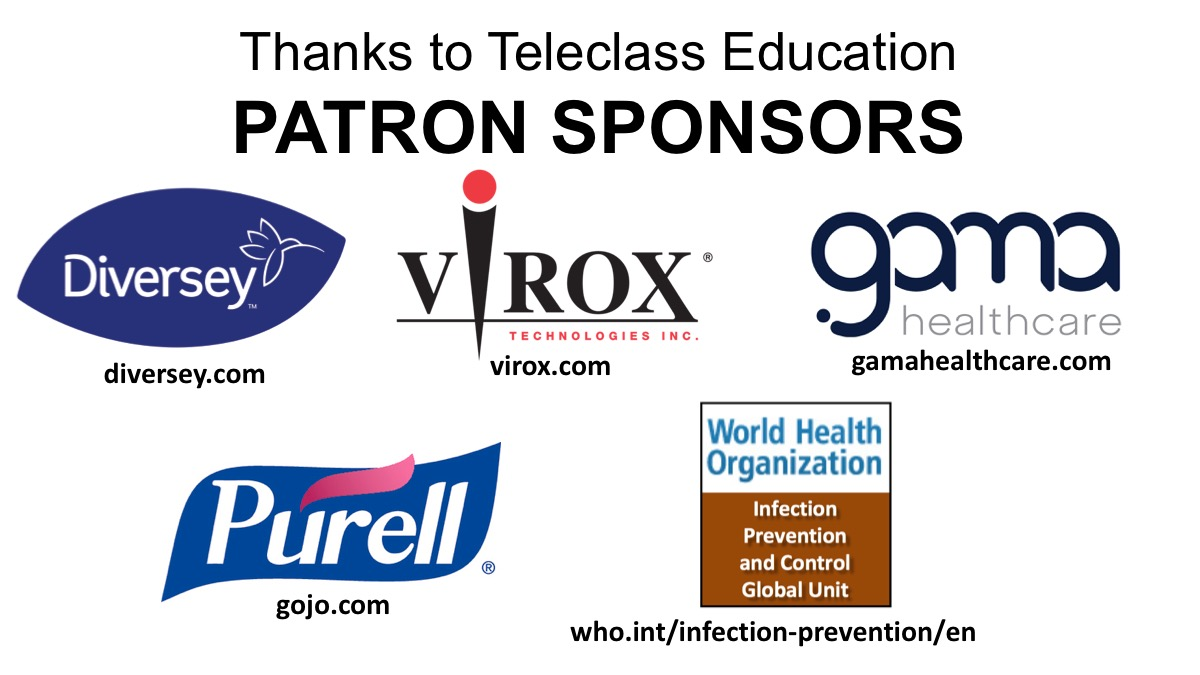 Thanks to Teleclass Education
PATRON SPONSORS
Diversey™
diversey.com
VIROX®
TECHNOLOGIES INC.
virox.com
gama
healthcare
gamahealthcare.com
Purell®
gojo.com
World Health
Organization
Infection
Prevention
and Control
Global Unit
who.int/infection-prevention/en